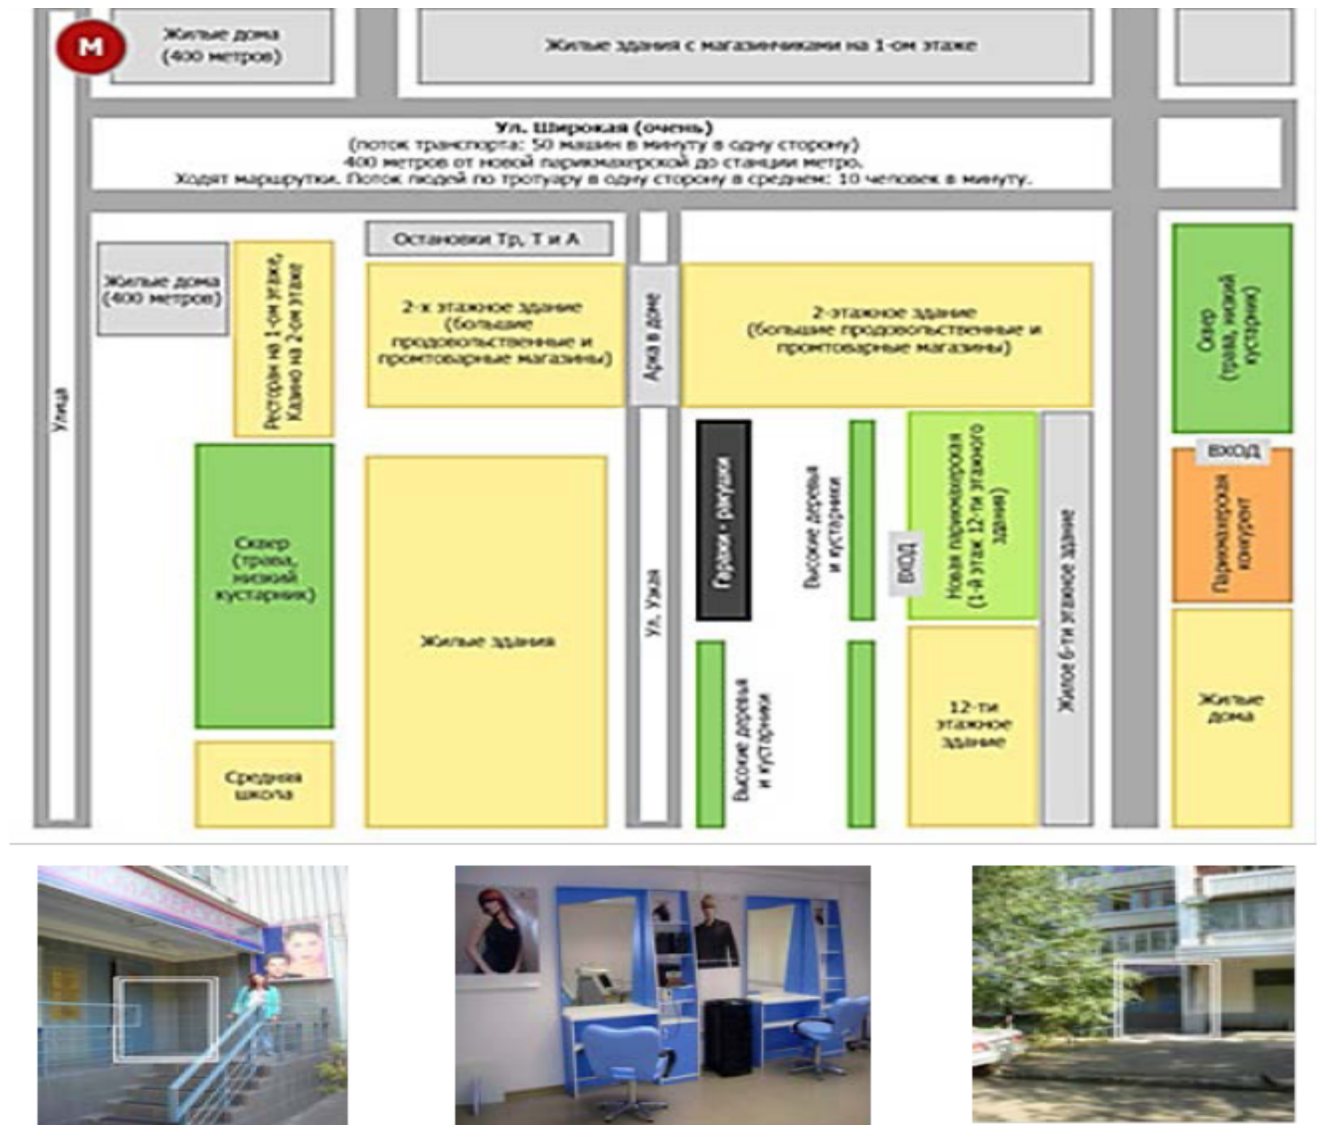 М
Жилые дома
(400 метров)
Жилые здания с магазинчиками на 1-ом этаже
Ул. Широкая (очень)
(поток транспорта: 50 машин в минуту в одну сторону)
400 метров от новой парикмахерской до станции метро.
Ходят маршрутки. Поток людей по тротуару в одну сторону в среднем: 10 человек в минуту.
Остановки Тр, Т и А
Жилые дома
(400 метров)
Ресторан на 1-ом этаже,
Казино на 2-ом этаже
2-х этажное здание
(большие
продовольственные и
промтоварные магазины)
Арка в доме
2-этажное здание
(большие продовольственные и
промтоварные магазины)
Сквер
(трава, низкий
кустарник)
Улица
Сквер
(трава,
низкий
кустарник)
Жилые здания
Средняя
школа
Ул. Узкая
Гаражи - ракушки
Высокие деревья
и кустарники
ВХОД
Новая парикмахерская
(1-й этаж 12-ти этажного
здания)
Жилое 6-ти этажное здание
ВХОД
Парикмахерская
конкурент
Высокие деревья
и кустарники
12-ти
этажное
здание
Жилые
дома